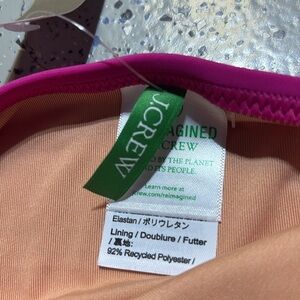 J.CREW
AGINED
CREW
BY THE PLANET
ITS PEOPLE.
Learn more at
crew.com/reimagined
Elastan / ポリウレタン
Lining / Doublure / Futter
/ 裏地:
92% Recycled Polyester /